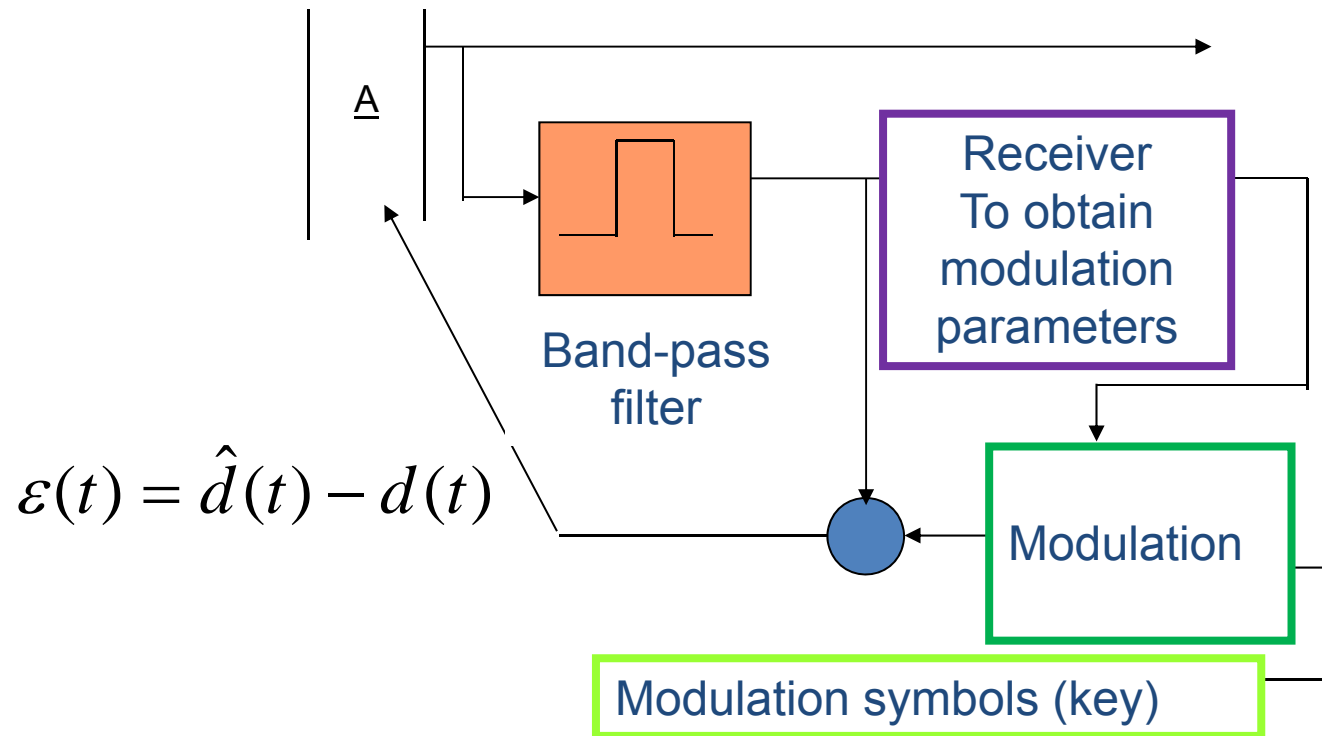 A
Receiver
To obtain
modulation
parameters
Band-pass
filter
ε(t) = d̂(t) − d(t)
Modulation
Modulation symbols (key)